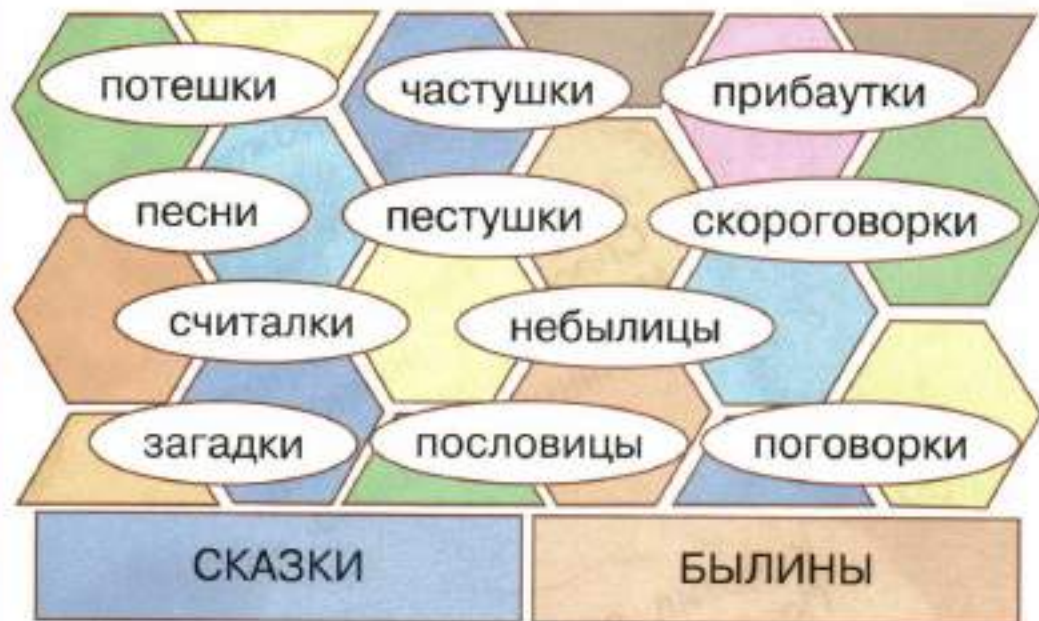 потешки частушки прибаутки
песни пестушки скороговорки
считалки небылицы
загадки пословицы поговорки
СКАЗКИ БЫЛИНЫ